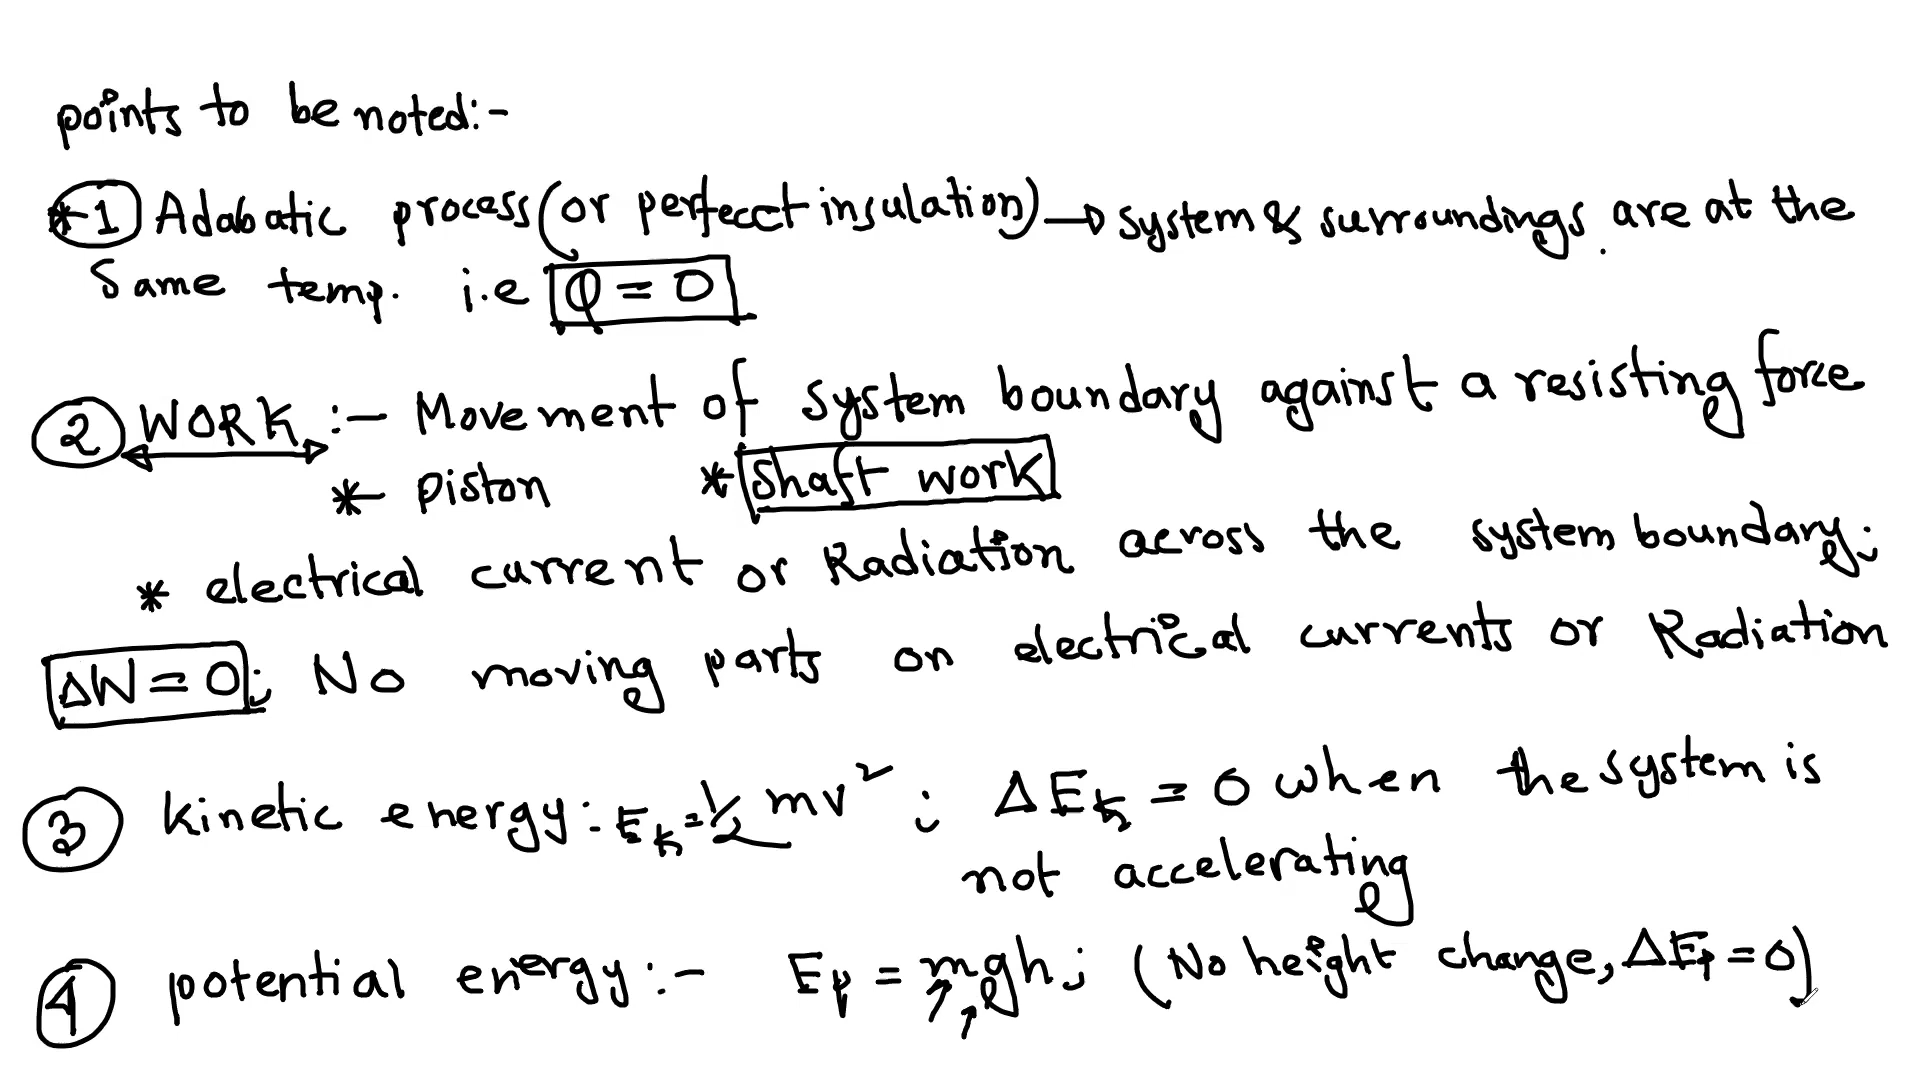 points to be noted:-
*1 Adabatic process (or perfecct insulation) → system & surroundings are at the
Same temp. i.e Q = 0
2 WORK :- Movement of system boundary against a resisting force
* piston * Shaft work
* electrical current or Radiation across the system boundary;
ΔW = 0; No moving parts on electrical currents or Radiation
3 kinetic energy:- Ek = 1/2 mv²; ΔEk = 0 when the system is
not accelerating
4 potential energy:- Ep = mgh; (No height change, ΔEp = 0)